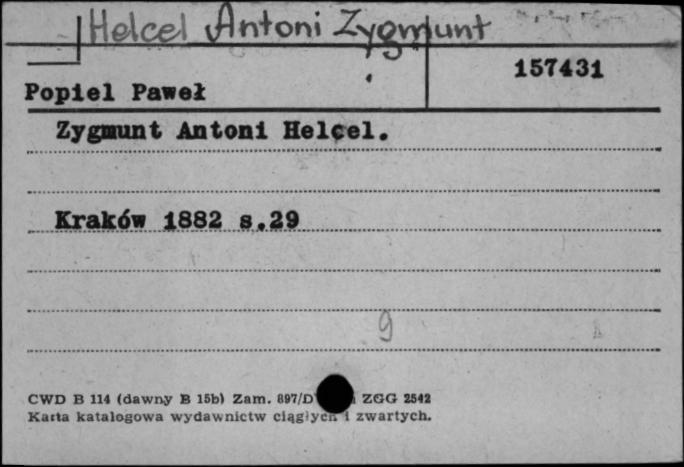 Helcel Antoni Zygmunt
157431
Popiel Paweł
Zygmunt Antoni Helcel.
Kraków 1882 s.29
9
CWD B 114 (dawny B 15b) Zam. 897/D ZGG 2542
Karta katalogowa wydawnictw ciągłych i zwartych.